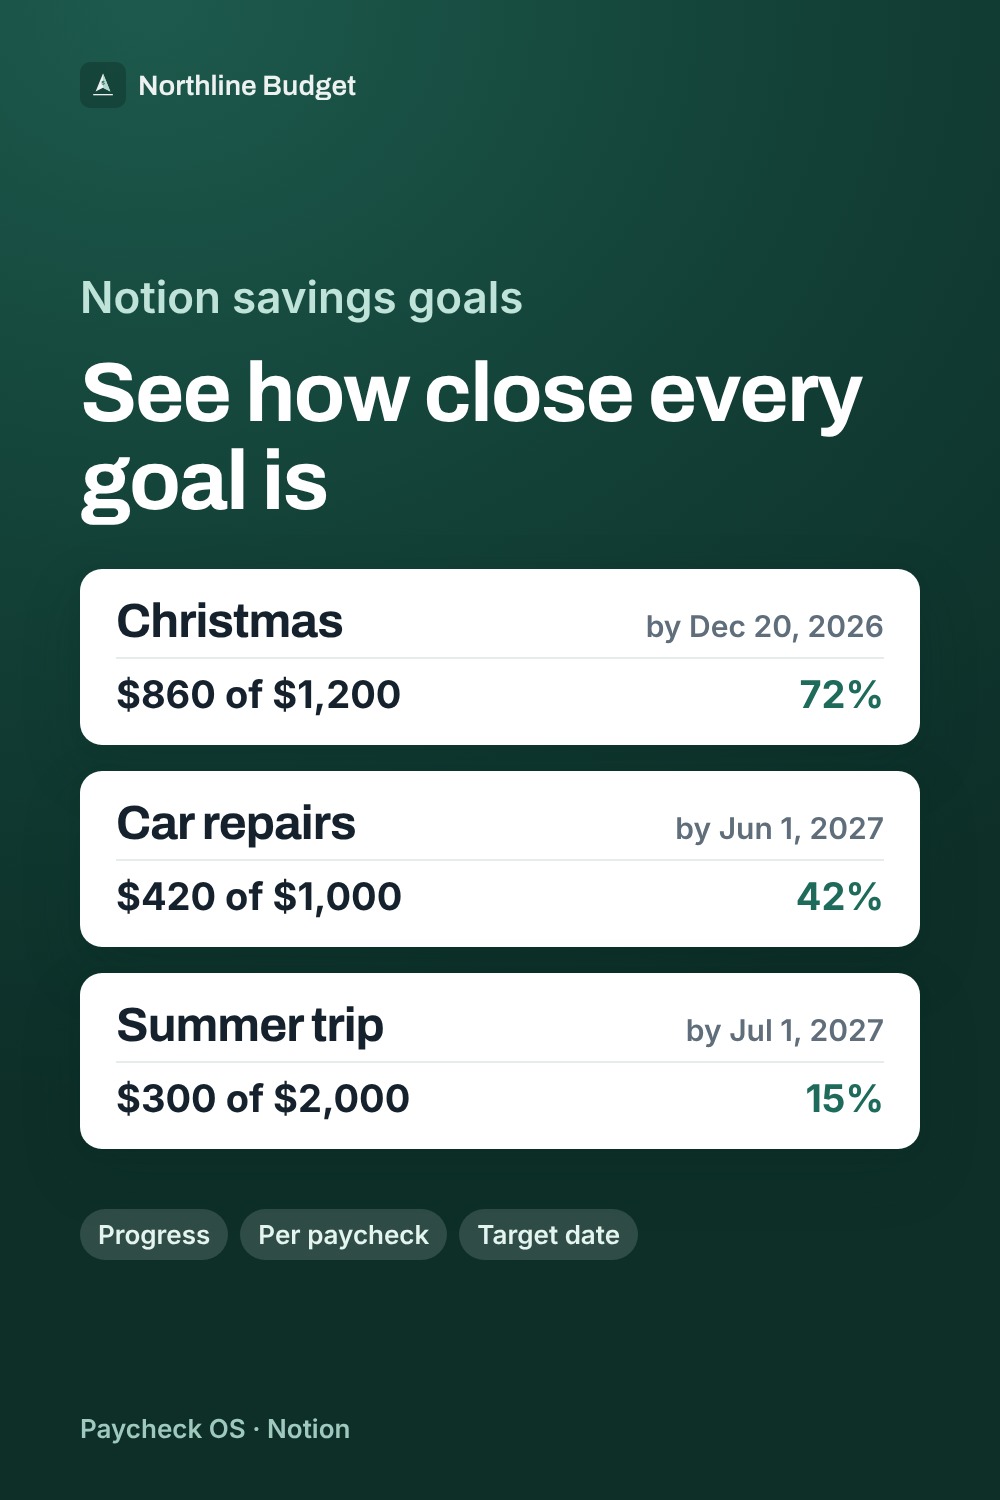 Northline Budget
Notion savings goals
See how close every
goal is
Christmas
by Dec 20, 2026
$860 of $1,200
72%
Car repairs
by Jun 1, 2027
$420 of $1,000
42%
Summer trip
by Jul 1, 2027
$300 of $2,000
15%
Progress
Per paycheck
Target date
Paycheck OS · Notion